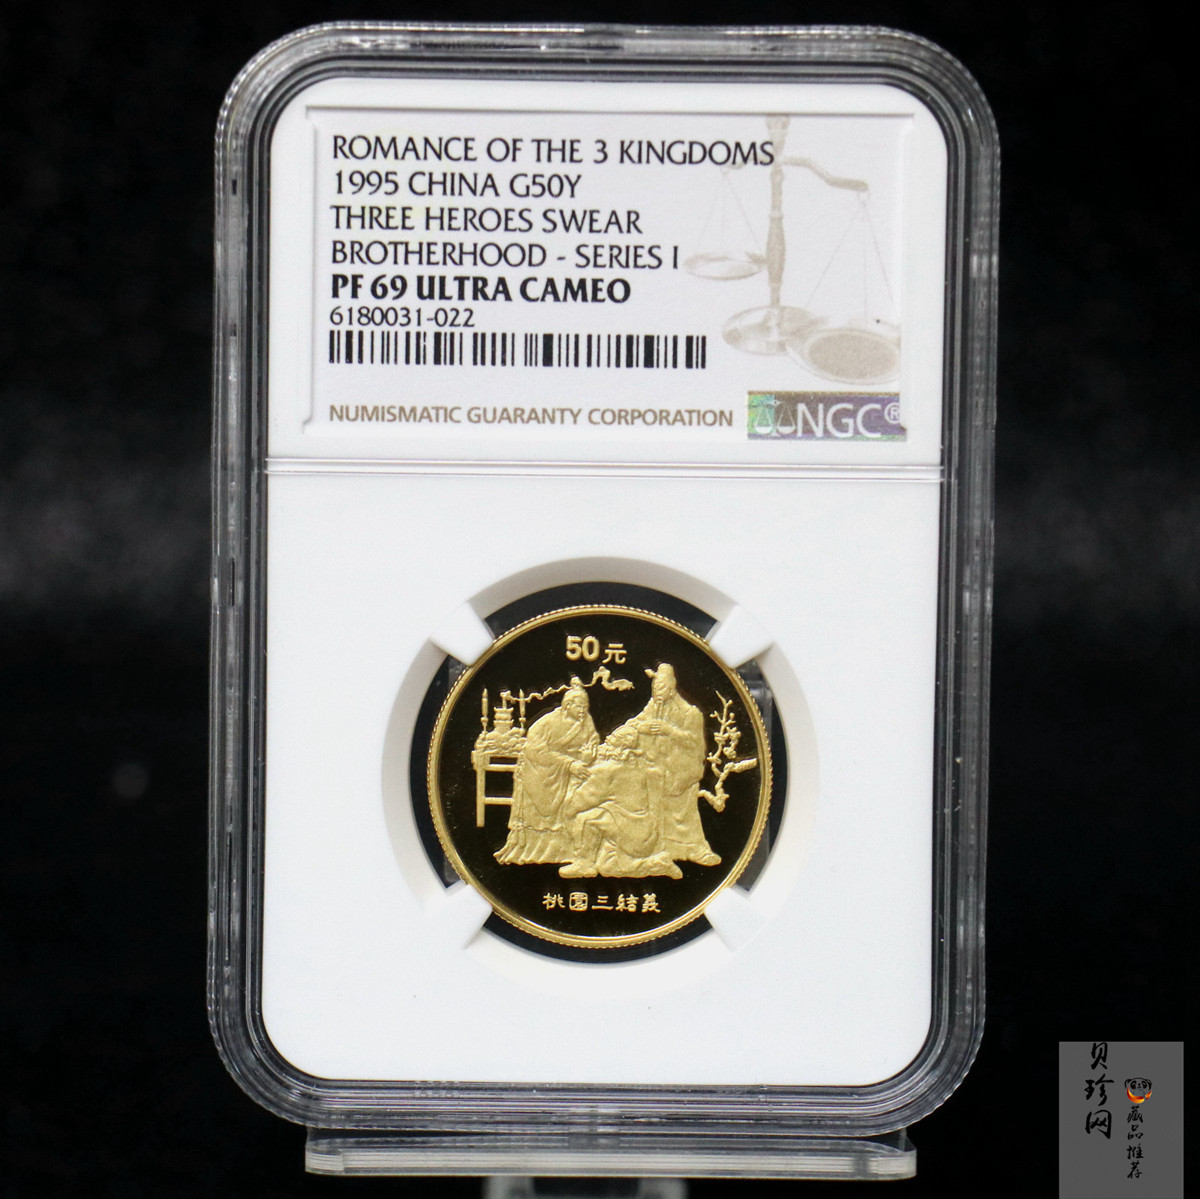 ROMANCE OF THE 3 KINGDOMS
1995 CHINA G50Y
THREE HEROES SWEAR
BROTHERHOOD - SERIES I
PF 69 ULTRA CAMEO
6180031-022
NUMISMATIC GUARANTY CORPORATION
NGC®
50元
桃園三結義
贝珍网
藏品推荐